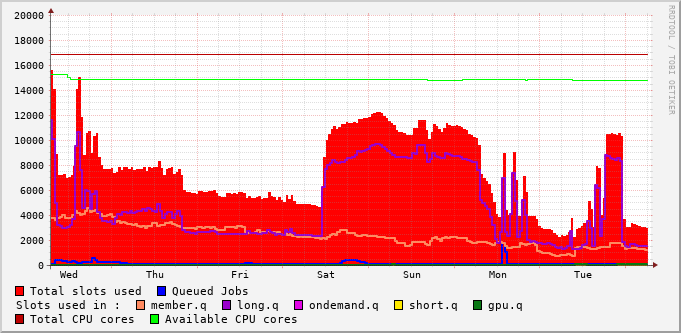 20000
18000
16000
14000
12000
10000
8000
6000
4000
2000
0
Wed Thu Fri Sat Sun Mon Tue
RRDTOOL / TOBI OETIKER
Total slots used Queued Jobs
Slots used in : member.q long.q ondemand.q short.q gpu.q
Total CPU cores Available CPU cores